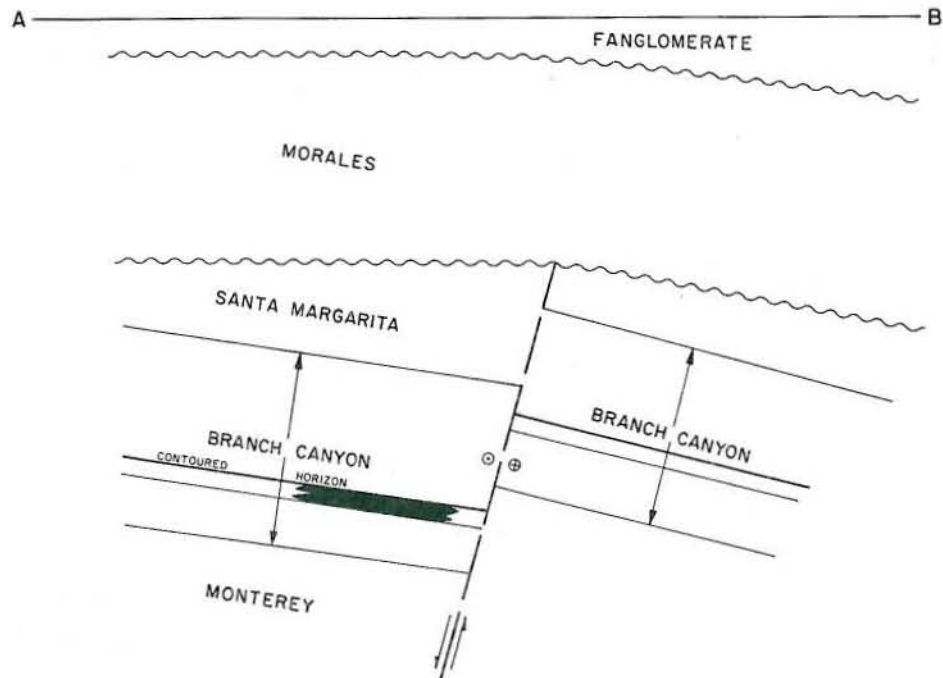 A
B
FANGLOMERATE
MORALES
SANTA MARGARITA
BRANCH CANYON
BRANCH CANYON
CONTOURED HORIZON
MONTEREY